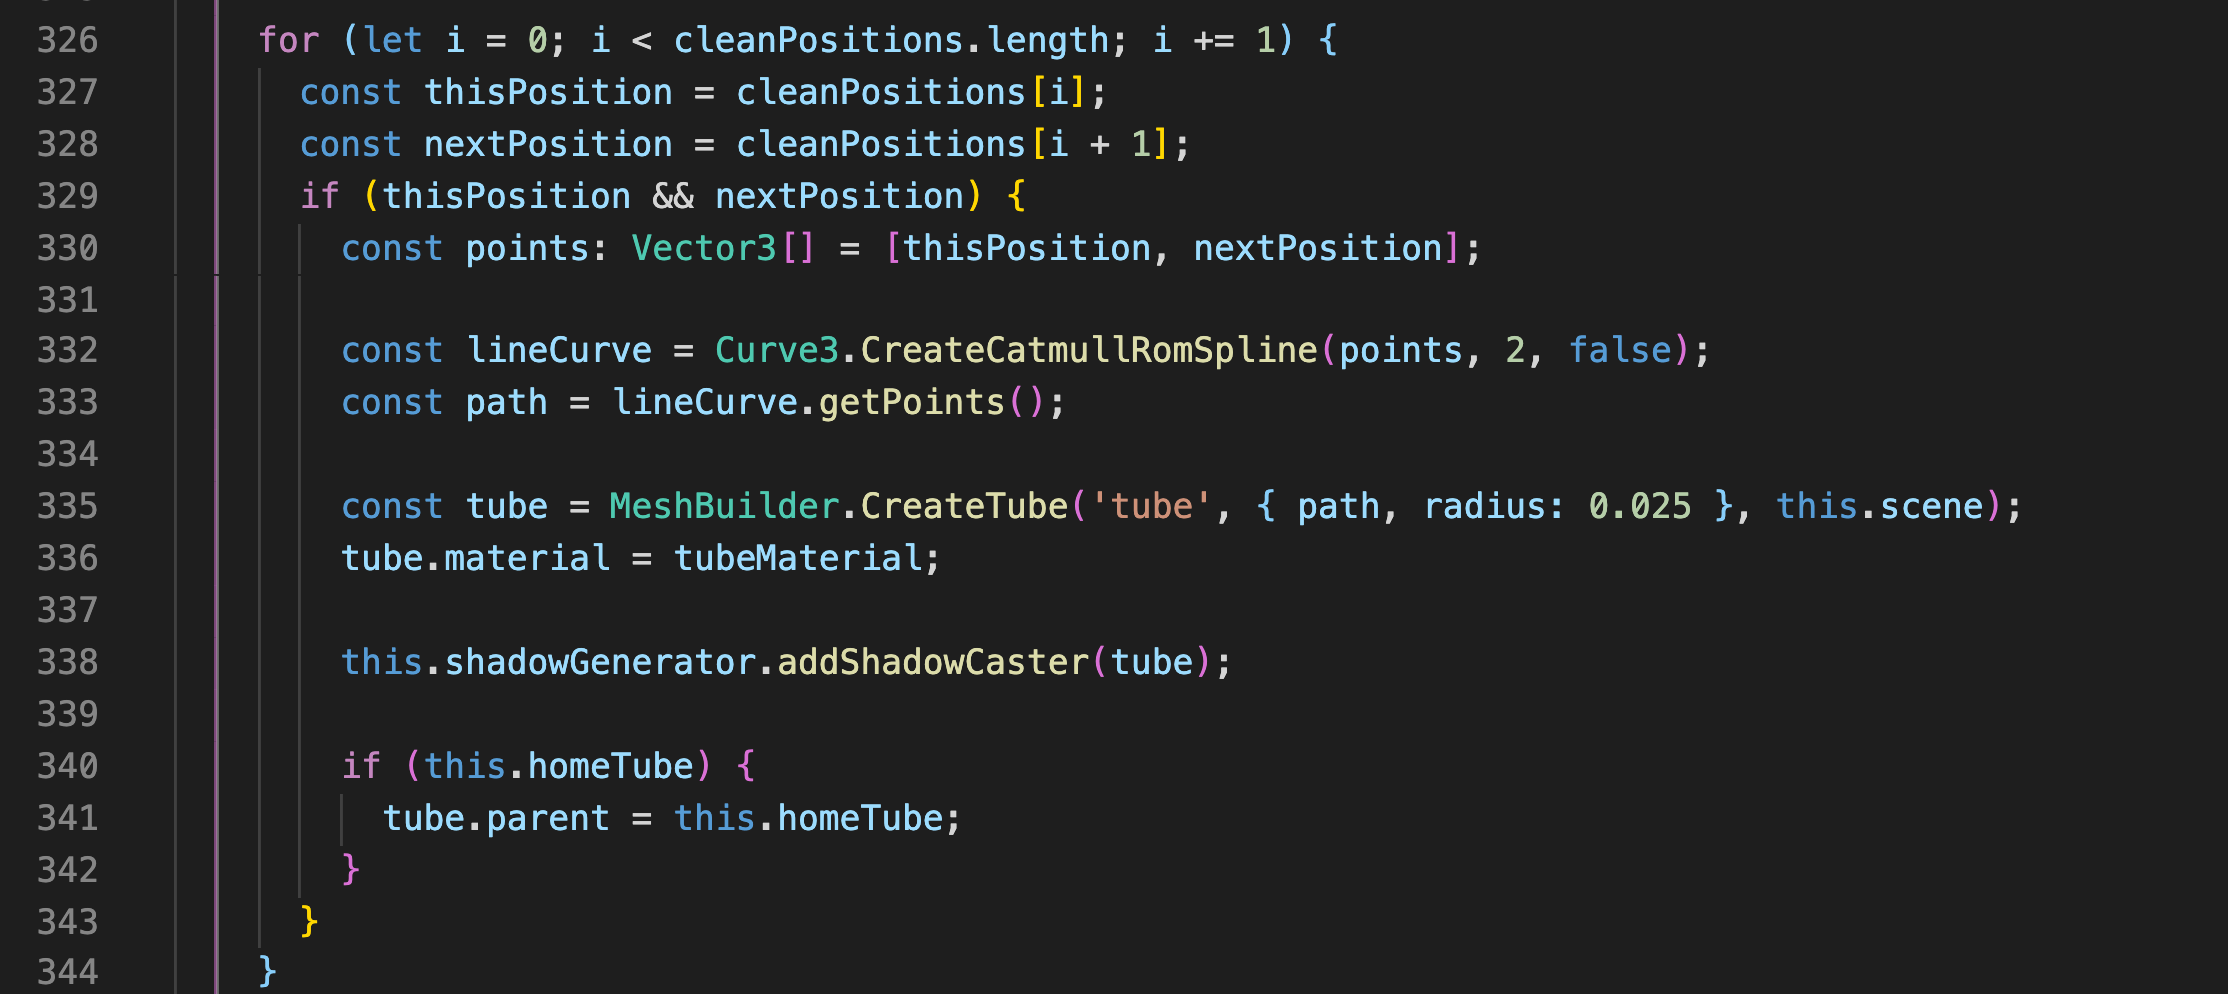 326 for (let i = 0; i < cleanPositions.length; i += 1) {
327 const thisPosition = cleanPositions[i];
328 const nextPosition = cleanPositions[i + 1];
329 if (thisPosition && nextPosition) {
330 const points: Vector3[] = [thisPosition, nextPosition];
331
332 const lineCurve = Curve3.CreateCatmullRomSpline(points, 2, false);
333 const path = lineCurve.getPoints();
334
335 const tube = MeshBuilder.CreateTube('tube', { path, radius: 0.025 }, this.scene);
336 tube.material = tubeMaterial;
337
338 this.shadowGenerator.addShadowCaster(tube);
339
340 if (this.homeTube) {
341 tube.parent = this.homeTube;
342 }
343 }
344 }